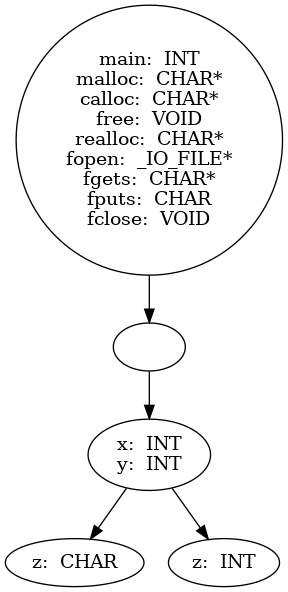 main: INT
malloc: CHAR*
calloc: CHAR*
free: VOID
realloc: CHAR*
fopen: _IO_FILE*
fgets: CHAR*
fputs: CHAR
fclose: VOID
x: INT
y: INT
z: CHAR
z: INT